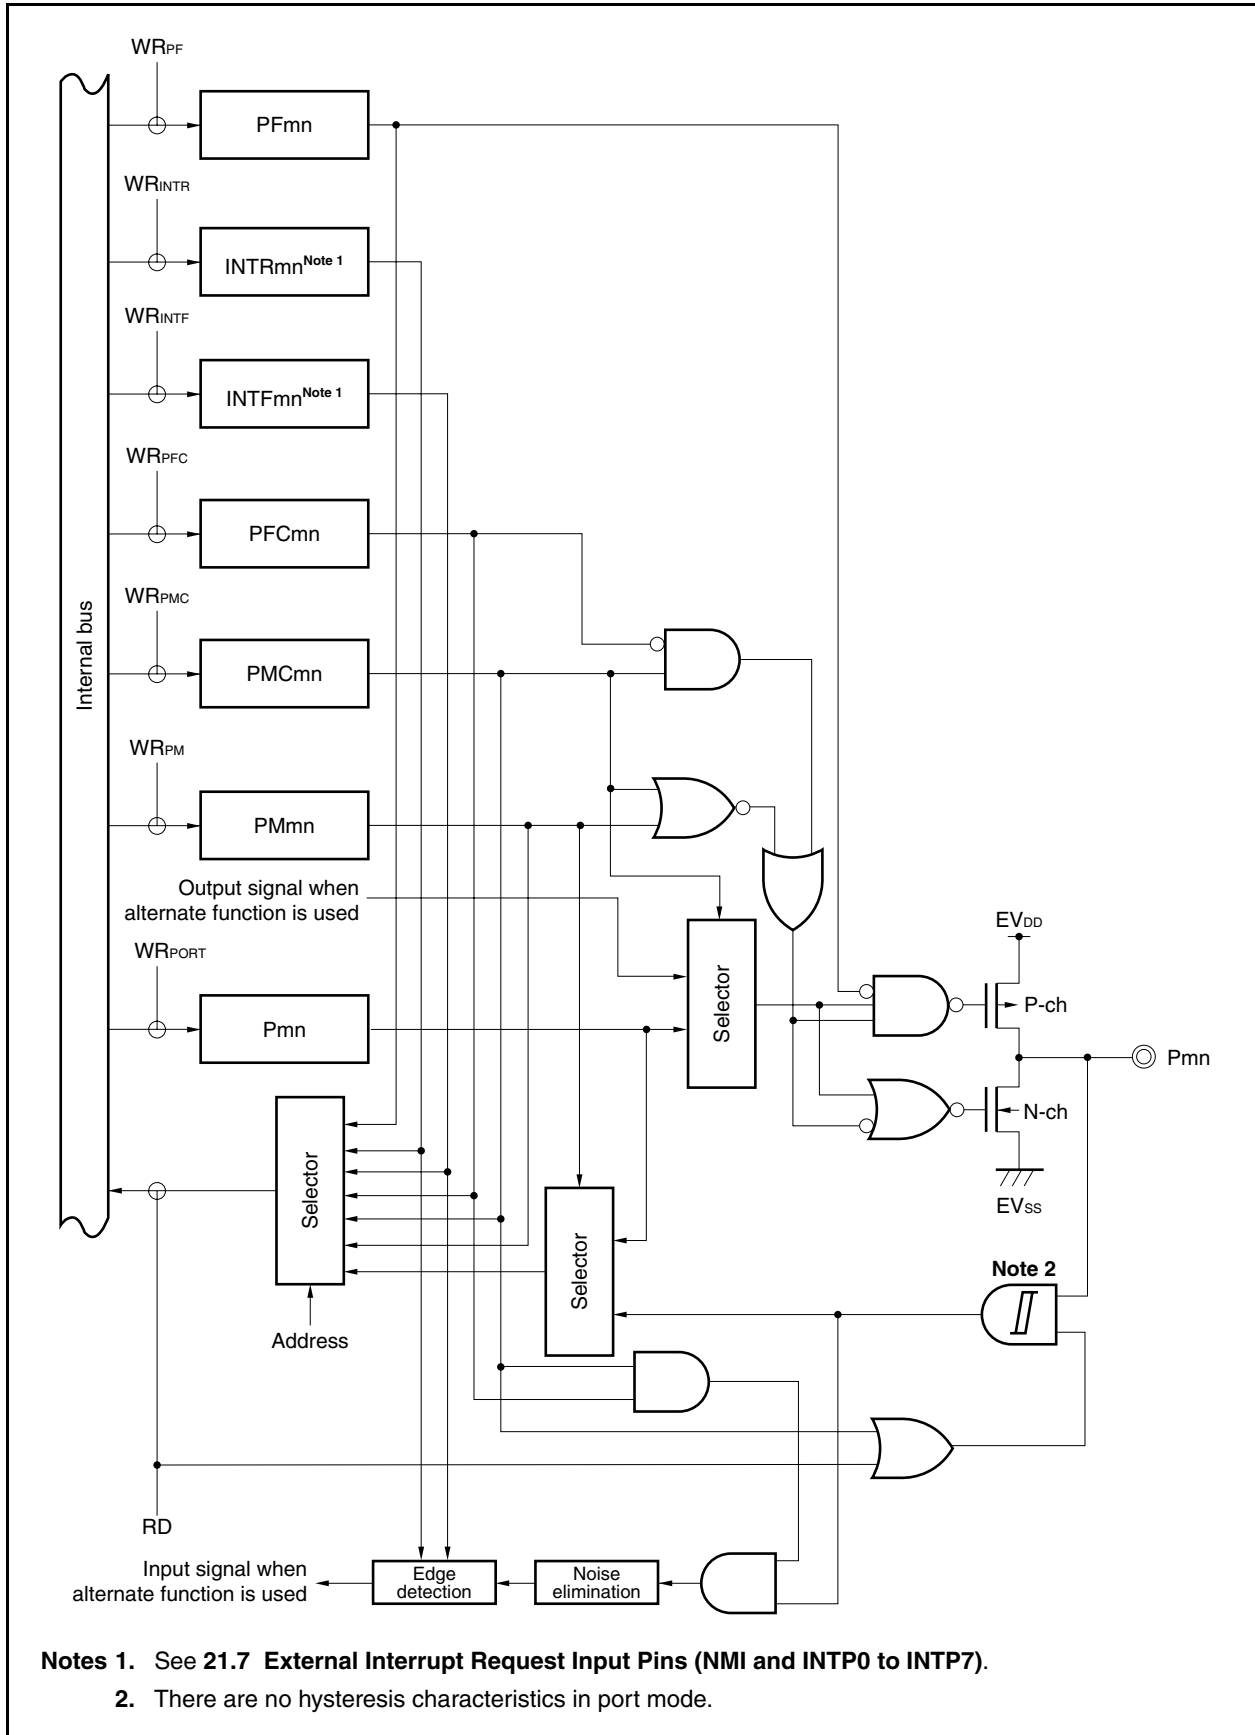 WRPF
PFmn
WRINTR
INTRmnNote 1
WRINTF
INTFmnNote 1
WRPFC
PFCmn
WRPMC
PMCmn
Internal bus
WRPM
PMmn
Output signal when
alternate function is used
WRPORT
Pmn
Selector
EVDD
P-ch
Pmn
N-ch
EVSS
Selector
Selector
Note 2
Address
RD
Input signal when
alternate function is used
Edge
detection
Noise
elimination
Notes 1. See 21.7 External Interrupt Request Input Pins (NMI and INTP0 to INTP7).
2. There are no hysteresis characteristics in port mode.